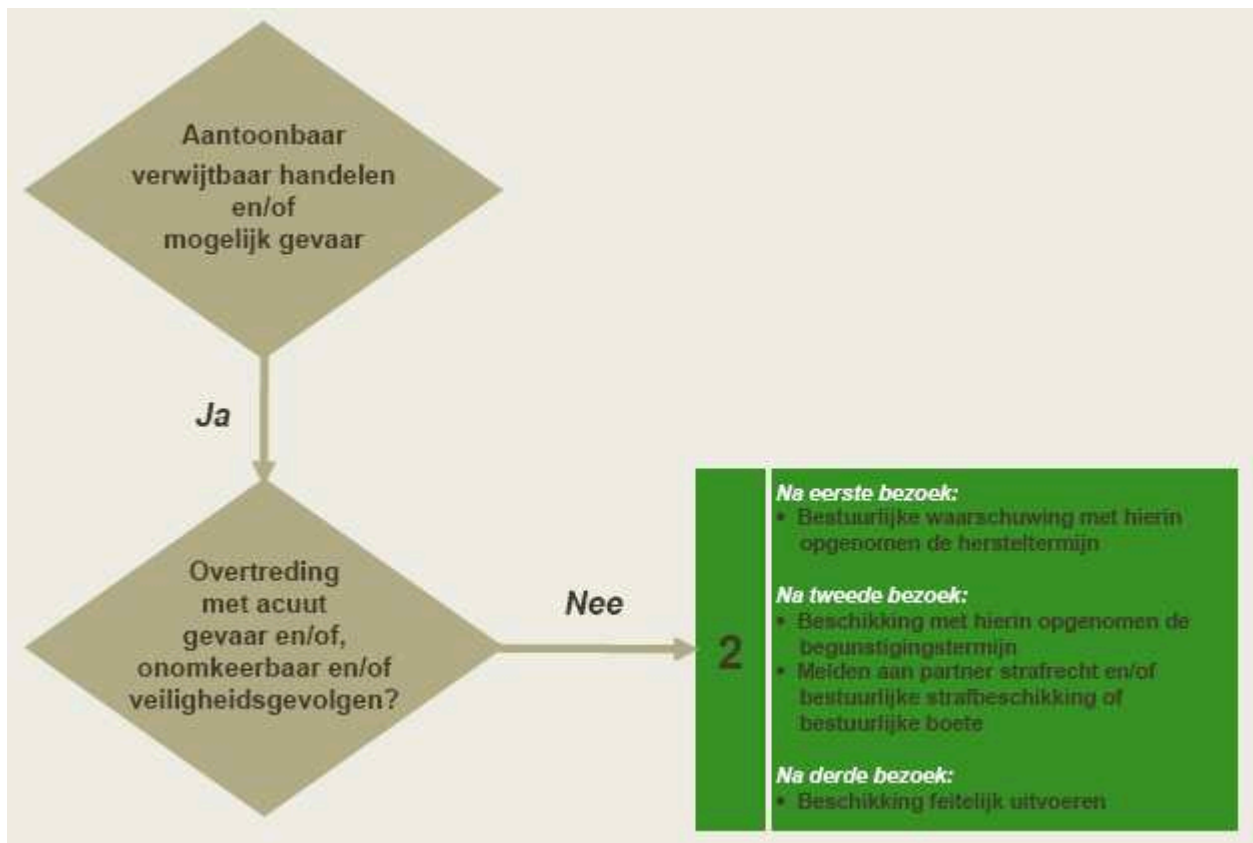 Aantoonbaar
verwijtbaar handelen
en/of
mogelijk gevaar
Ja
Overtreding
met acuut
gevaar en/of,
onomkeerbaar en/of
veiligheidsgevolgen?
Nee
2
Na eerste bezoek:
• Bestuurlijke waarschuwing met hierin
opgenomen de hersteltermijn
Na tweede bezoek:
• Beschikking met hierin opgenomen de
begunstigingstermijn
• Melden aan partner strafrecht en/of
bestuurlijke strafbeschikking of
bestuurlijke boete
Na derde bezoek:
• Beschikking feitelijk uitvoeren